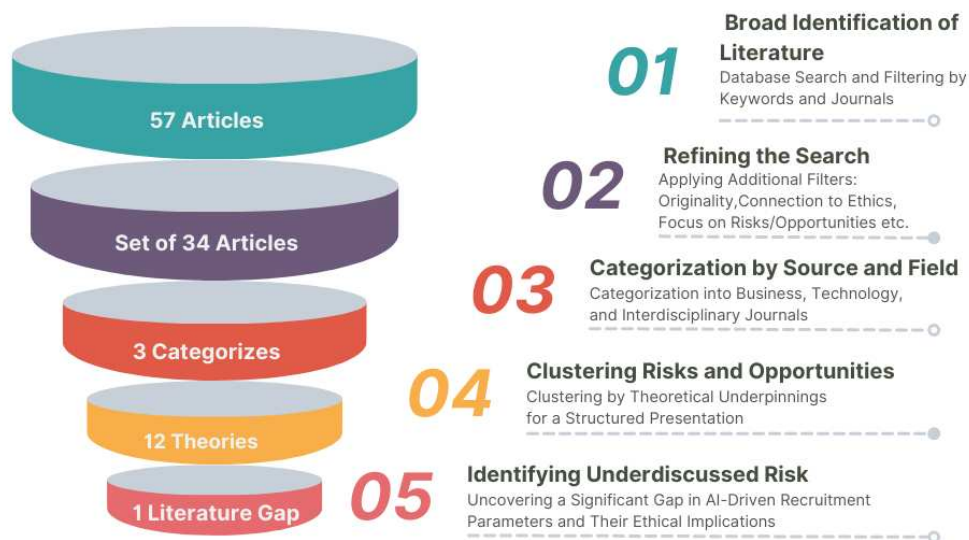 57 Articles
Set of 34 Articles
3 Categorizes
12 Theories
1 Literature Gap
01
Broad Identification of
Literature
Database Search and Filtering by
Keywords and Journals
02
Refining the Search
Applying Additional Filters:
Originality,Connection to Ethics,
Focus on Risks/Opportunities etc.
03
Categorization by Source and Field
Categorization into Business, Technology,
and Interdisciplinary Journals
04
Clustering Risks and Opportunities
Clustering by Theoretical Underpinnings
for a Structured Presentation
05
Identifying Underdiscussed Risk
Uncovering a Significant Gap in AI-Driven Recruitment
Parameters and Their Ethical Implications